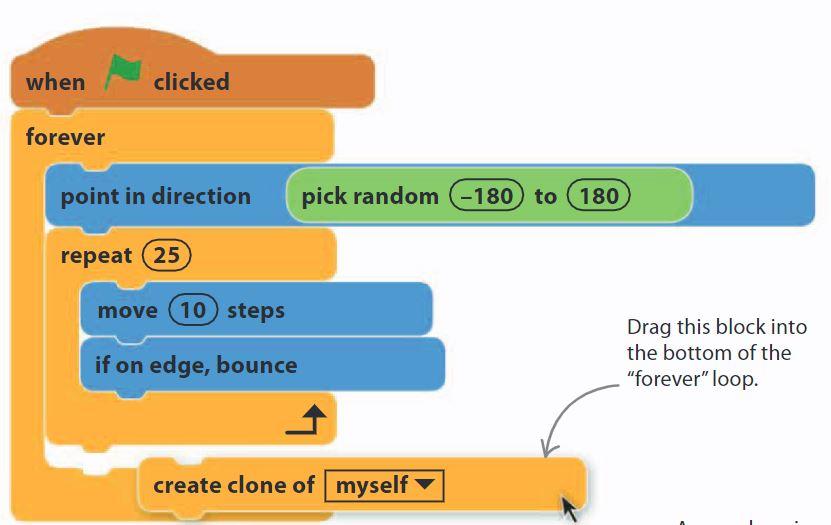 when clicked
forever
point in direction pick random –180 to 180
repeat 25
move 10 steps
if on edge, bounce
Drag this block into
the bottom of the
“forever” loop.
create clone of myself